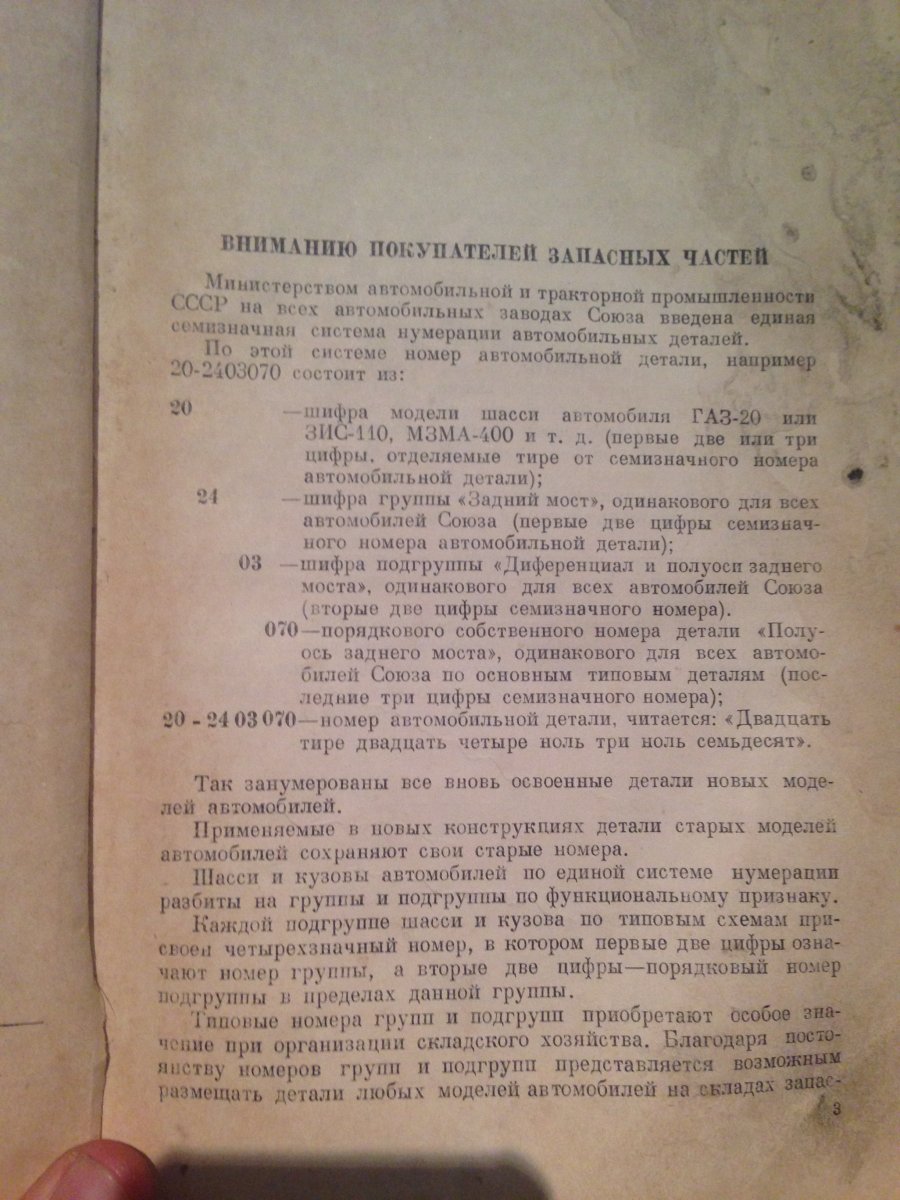 ВНИМАНИЮ ПОКУПАТЕЛЕЙ ЗАПАСНЫХ ЧАСТЕЙ
Министерством автомобильной и тракторной промышленности
СССР на всех автомобильных заводах Союза введена единая
семизначная система нумерации автомобильных деталей.
По этой системе номер автомобильной детали, например
20-2403070 состоит из:
20 —шифра модели шасси автомобиля ГАЗ-20 или
ЗИС-110, МЗМА-400 и т. д. (первые две или три
цифры, отделяемые тире от семизначного номера
автомобильной детали);
24 —шифра группы «Задний мост», одинакового для всех
автомобилей Союза (первые две цифры семизнач-
ного номера автомобильной детали);
03 —шифра подгруппы «Диференциал и полуоси заднего
моста», одинакового для всех автомобилей Союза
(вторые две цифры семизначного номера).
070—порядкового собственного номера детали «Полу-
ось заднего моста», одинакового для всех автомо-
билей Союза по основным типовым деталям (пос-
ледние три цифры семизначного номера);
20 - 24 03 070—номер автомобильной детали, читается: «Двадцать
тире двадцать четыре ноль три ноль семьдесят».
Так занумерованы все вновь освоенные детали новых моде-
лей автомобилей.
Применяемые в новых конструкциях детали старых моделей
автомобилей сохраняют свои старые номера.
Шасси и кузовы автомобилей по единой системе нумерации
разбиты на группы и подгруппы по функциональному признаку.
Каждой подгруппе шасси и кузова по типовым схемам при-
своен четырехзначный номер, в котором первые две цифры озна-
чают номер группы, а вторые две цифры—порядковый номер
подгруппы в пределах данной группы.
Типовые номера групп и подгрупп приобретают особое зна-
чение при организации складского хозяйства. Благодаря посто-
янству номеров групп и подгрупп представляется возможным
размещать детали любых моделей автомобилей на складах запас-
3